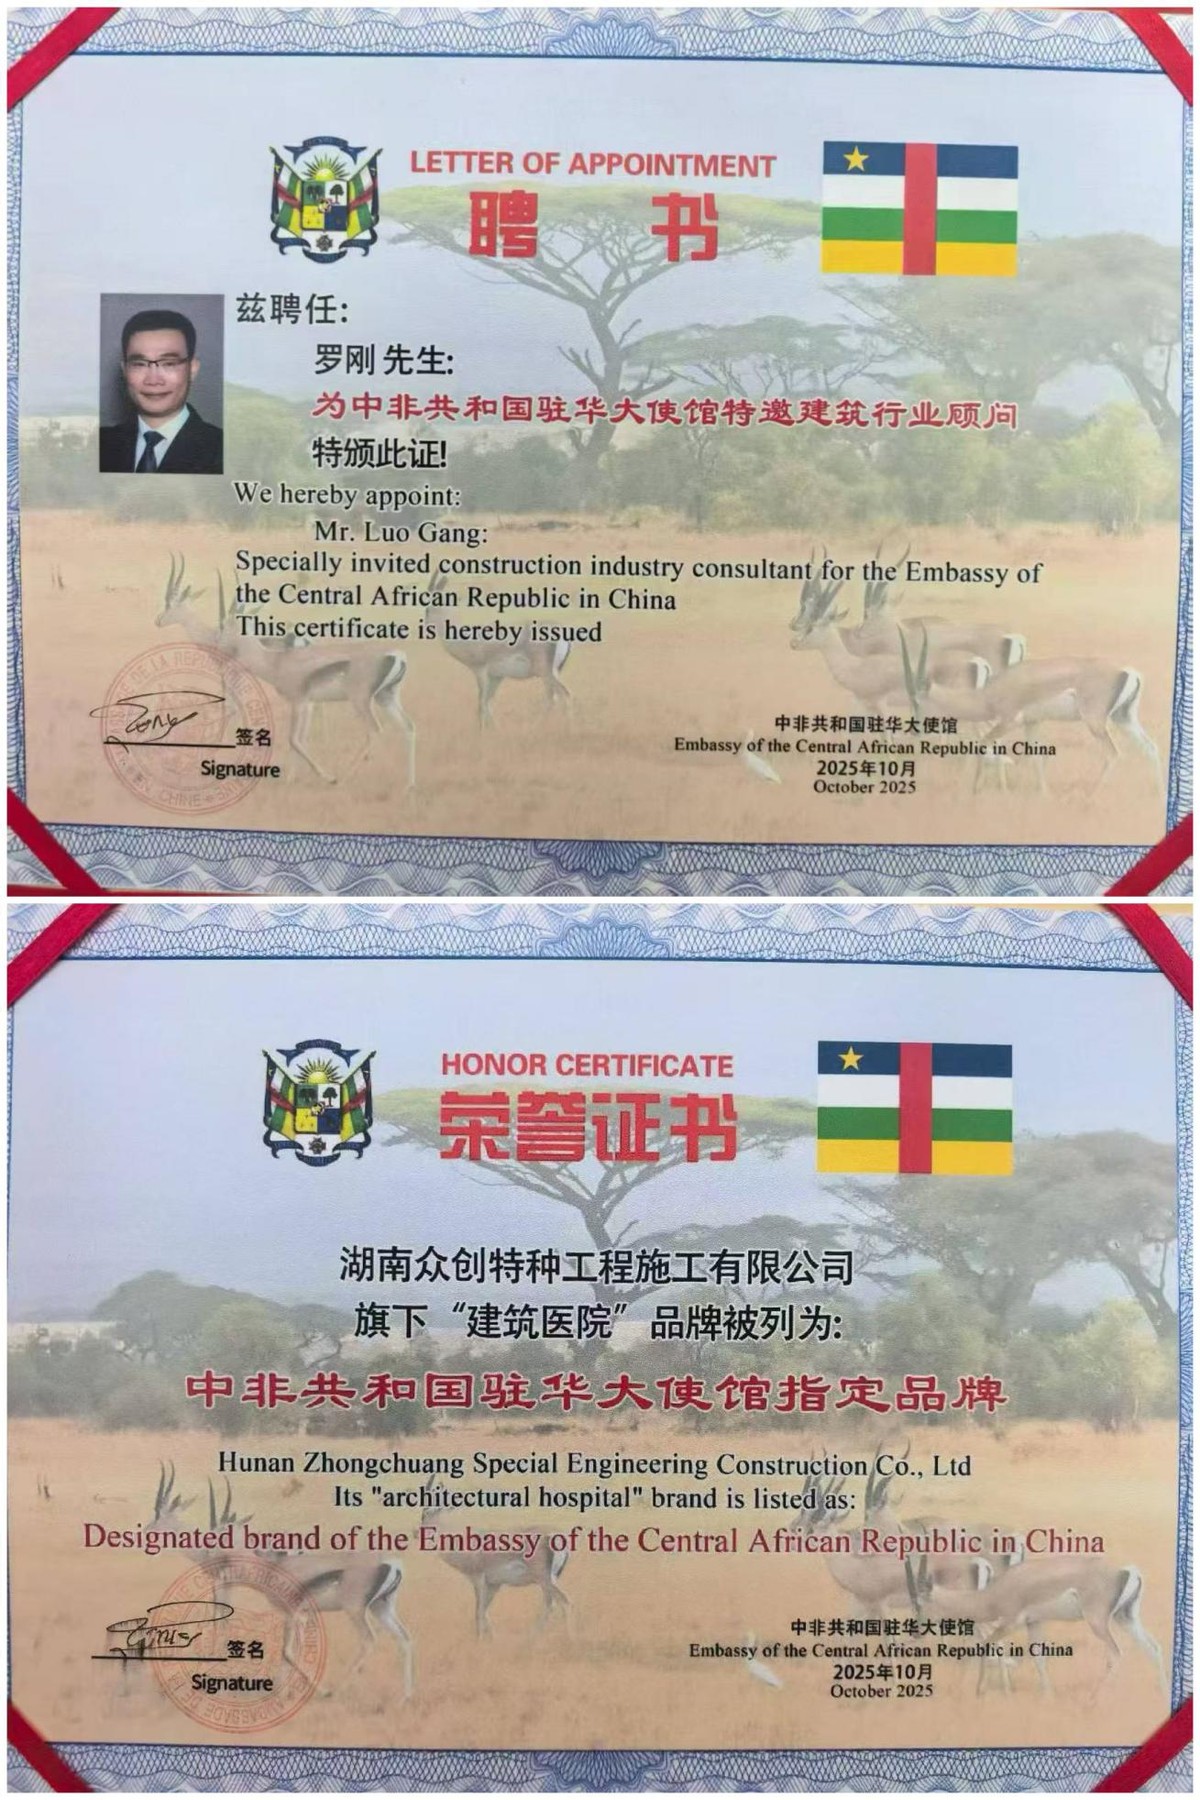 LETTER OF APPOINTMENT
聘 书
兹聘任:
罗刚 先生:
为中非共和国驻华大使馆特邀建筑行业顾问
特颁此证!
We hereby appoint:
Mr. Luo Gang:
Specially invited construction industry consultant for the Embassy of
the Central African Republic in China
This certificate is hereby issued
签名
Signature
中非共和国驻华大使馆
Embassy of the Central African Republic in China
2025年10月
October 2025
HONOR CERTIFICATE
荣誉证书
湖南众创特种工程施工有限公司
旗下“建筑医院”品牌被列为:
中非共和国驻华大使馆指定品牌
Hunan Zhongchuang Special Engineering Construction Co., Ltd
Its "architectural hospital" brand is listed as:
Designated brand of the Embassy of the Central African Republic in China
签名
Signature
中非共和国驻华大使馆
Embassy of the Central African Republic in China
2025年10月
October 2025